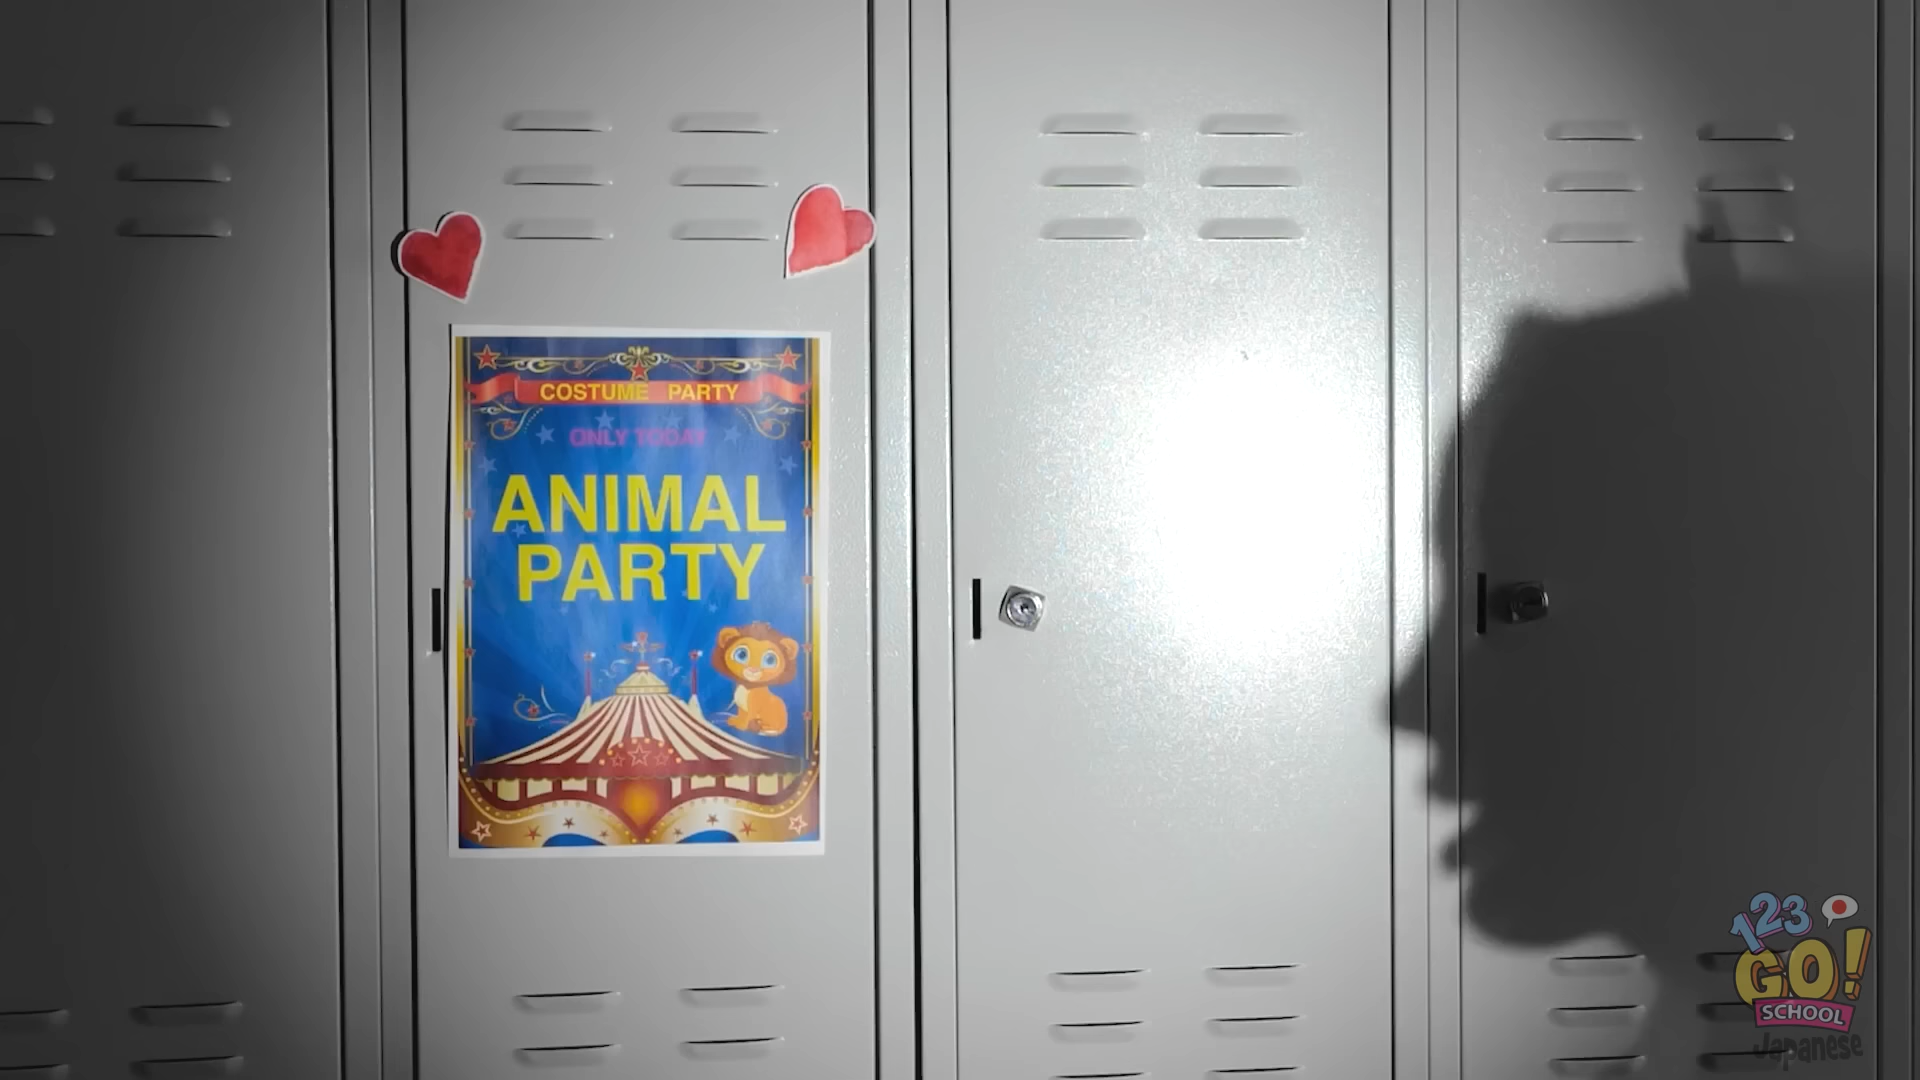 COSTUME PARTY
ONLY TODAY
ANIMAL
PARTY
123
GO!
SCHOOL
Japanese